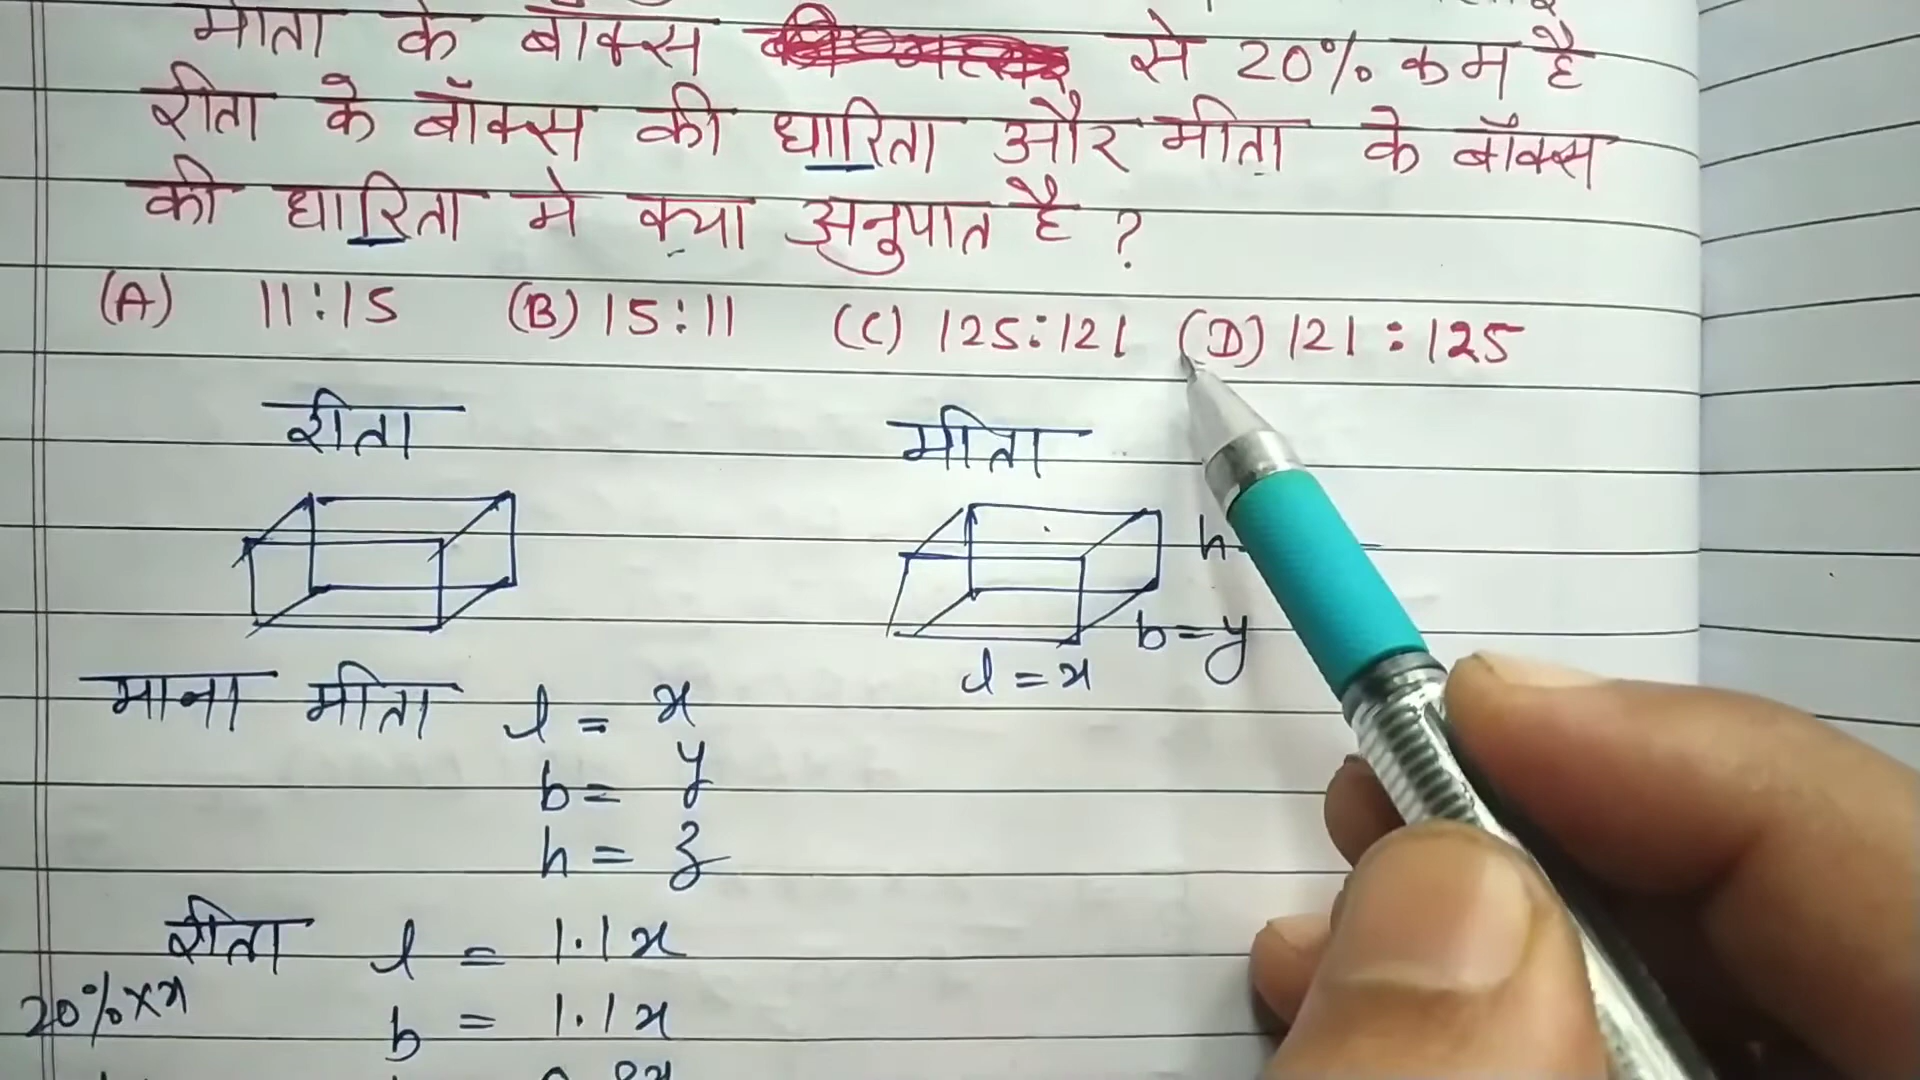 मीता के बॉक्स से 20% कम है
रीता के बॉक्स की धारिता और मीता के बॉक्स
की धारिता मे क्या अनुपात है ?
(A) 11:15 (B) 15:11 (C) 125:121 (D) 121:125
रीता मीता
h
b=y
l=x
माना मीता l = x
b= y
h = z
रीता l = 1.1x
20%×x b = 1.1x